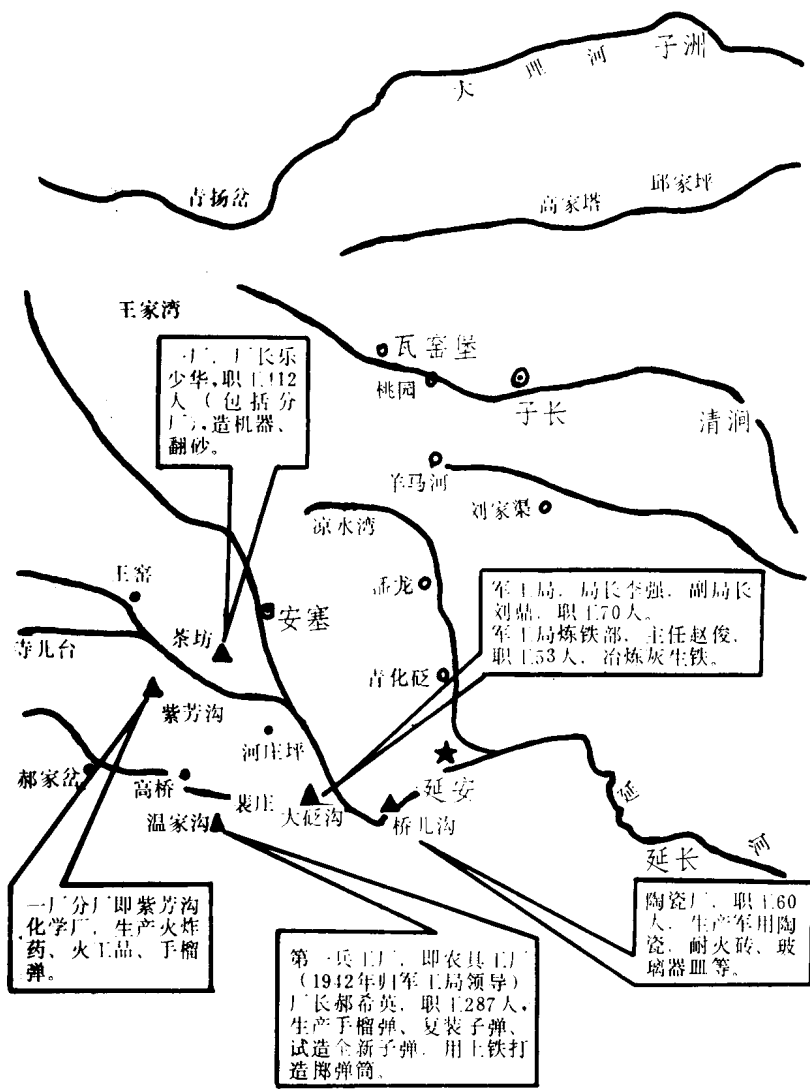 子洲
大理河
邱家坪
高家塔
青扬岔
王家湾
瓦窑堡
桃园
子长
清涧
一厂，厂长乐
少华，职工112
人（包括分
厂），造机器、
翻砂。
羊马河
刘家渠
凉水湾
王窑
安塞
蟠龙
茶坊
寺儿台
军工局，局长李强，副局长
刘鼎，职工70人。
军工局炼铁部，主任赵俊，
职工53人，冶炼灰生铁。
青化砭
紫芳沟
河庄坪
郝家岔
高桥
裴庄
大砭沟
延安
桥儿沟
温家沟
延河
延长
一厂分厂即紫芳沟
化学厂，生产火炸
药、火工品、手榴
弹。
第一兵工厂，即农具工厂
（1942年归军工局领导）
厂长郝希英，职工287人，
生产手榴弹、复装子弹、
试造全新子弹，用土铁打
造掷弹筒。
陶瓷厂，职工60
人，生产军用陶
瓷、耐火砖、玻
璃器皿等。